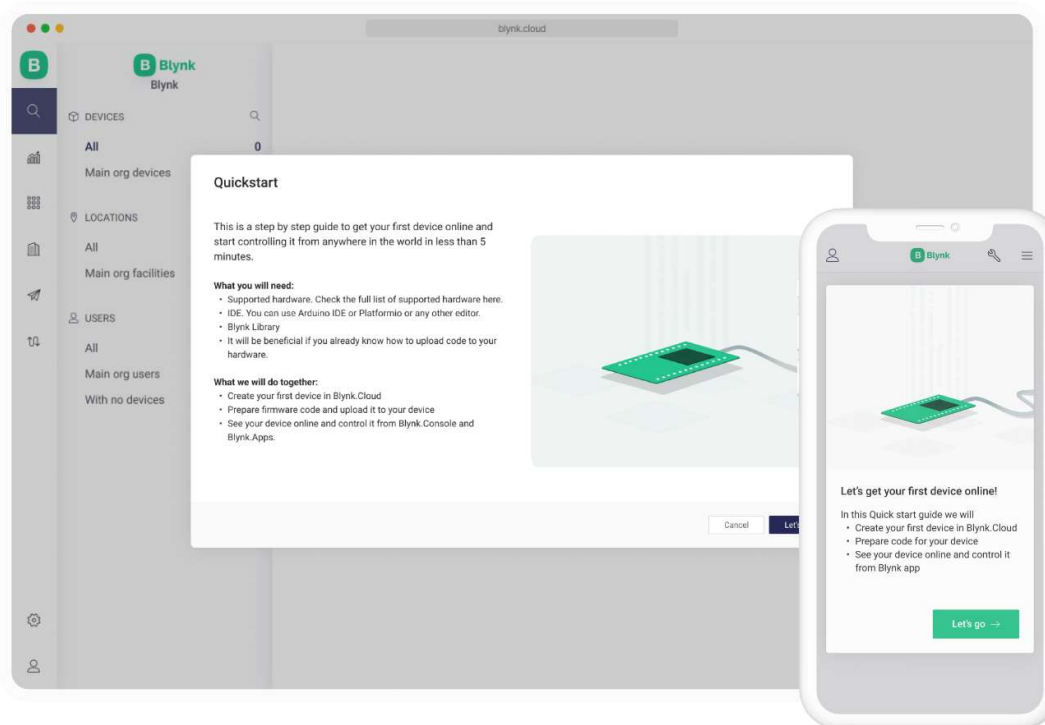 blynk.cloud
B
B Blynk
Blynk
DEVICES
All 0
Main org devices
LOCATIONS
All
Main org facilities
USERS
All
Main org users
With no devices
Quickstart
This is a step by step guide to get your first device online and
start controlling it from anywhere in the world in less than 5
minutes.
What you will need:
• Supported hardware. Check the full list of supported hardware here.
• IDE. You can use Arduino IDE or Platformio or any other editor.
• Blynk Library
• It will be beneficial if you already know how to upload code to your
hardware.
What we will do together:
• Create your first device in Blynk.Cloud
• Prepare firmware code and upload it to your device
• See your device online and control it from Blynk.Console and
Blynk.Apps.
Cancel
B Blynk
Let's get your first device online!
In this Quick start guide we will
• Create your first device in Blynk.Cloud
• Prepare code for your device
• See your device online and control it
from Blynk app
Let's go →